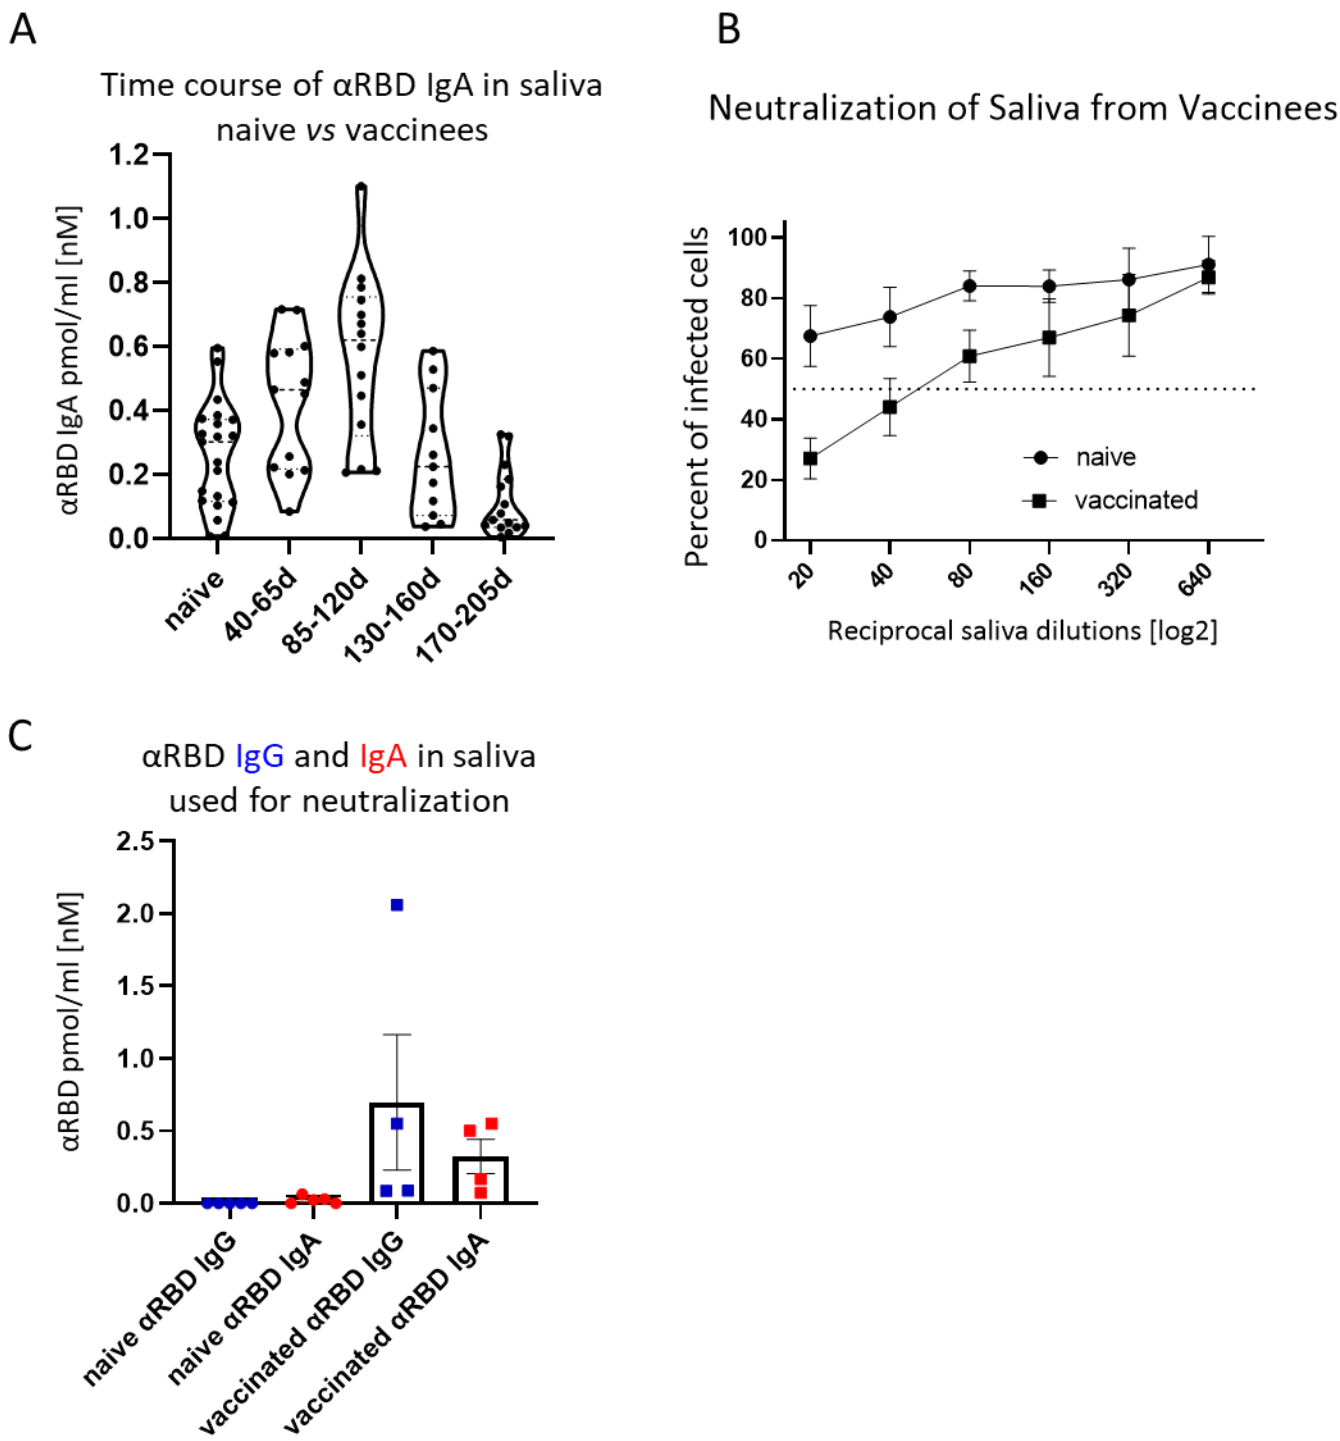 A
Time course of αRBD IgA in saliva
naive vs vaccinees
αRBD IgA pmol/ml [nM]
1.2
1.0
0.8
0.6
0.4
0.2
0.0
naïve
40-65d
85-120d
130-160d
170-205d
B
Neutralization of Saliva from Vaccinees
Percent of infected cells
100
80
60
40
20
0
naive
vaccinated
20
40
80
160
320
640
Reciprocal saliva dilutions [log2]
C
αRBD IgG and IgA in saliva
used for neutralization
αRBD pmol/ml [nM]
2.5
2.0
1.5
1.0
0.5
0.0
naive αRBD IgG
naive αRBD IgA
vaccinated αRBD IgG
vaccinated αRBD IgA